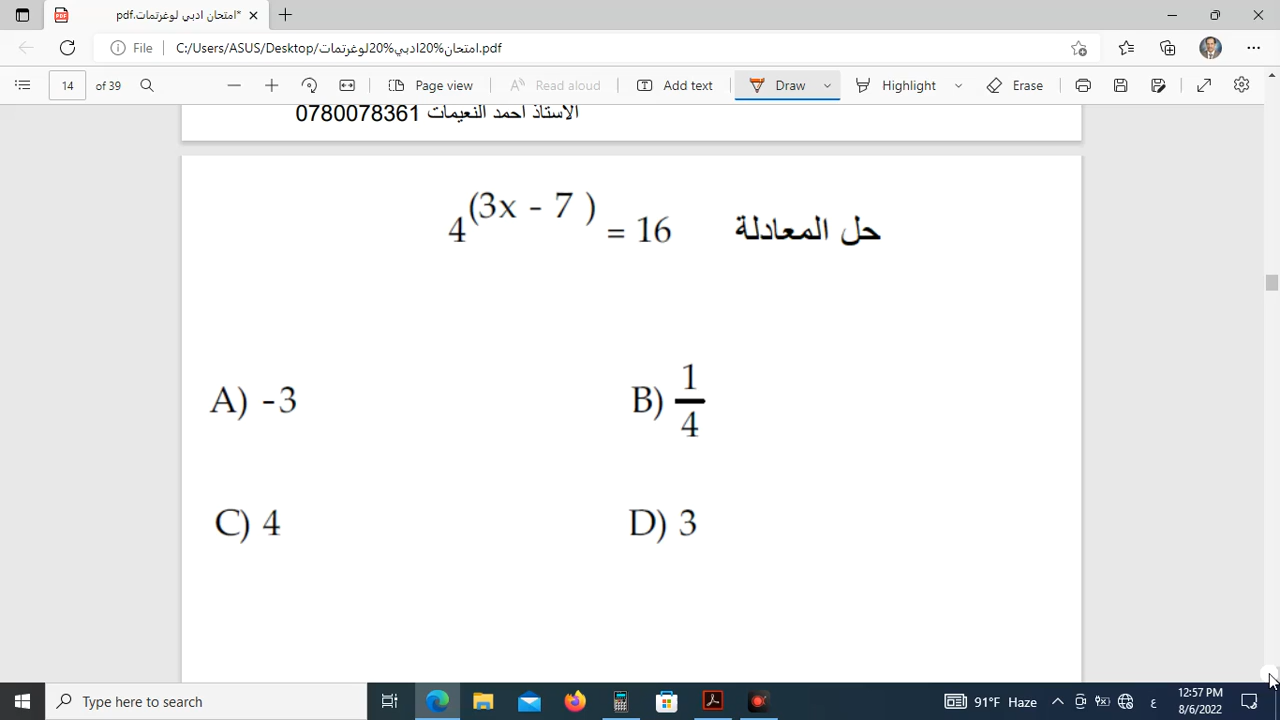 امتحان ادبي لوغرتمات.pdf*
File C:/Users/ASUS/Desktop/امتحان%20ادبي%20لوغرتمات.pdf
14 of 39 Page view Read aloud Add text Draw Highlight Erase
الاستاذ احمد النعيمات 0780078361
حل المعادلة 4^(3x - 7 ) = 16
A) -3 B) 1/4
C) 4 D) 3
Type here to search 91°F Haze ع 12:57 PM
8/6/2022